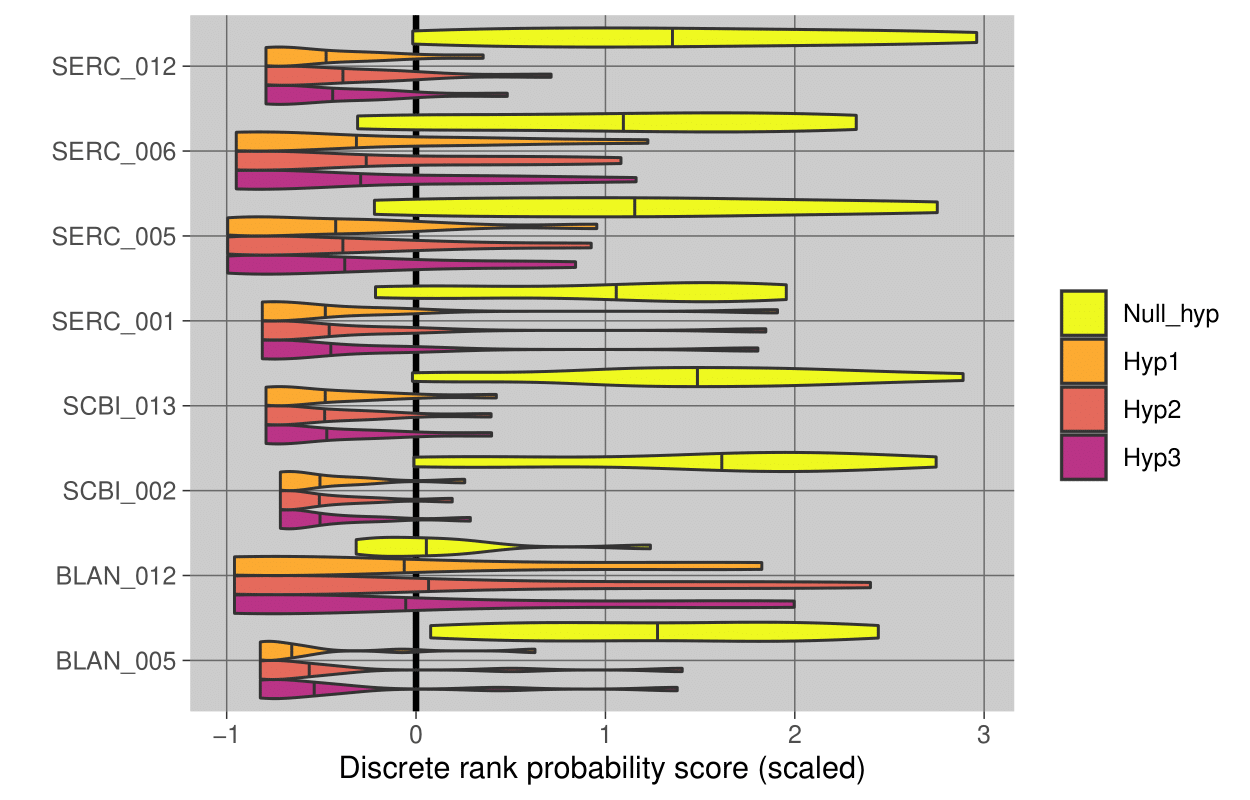 SERC_012
SERC_006
SERC_005
SERC_001
SCBI_013
SCBI_002
BLAN_012
BLAN_005
−1 0 1 2 3
Discrete rank probability score (scaled)
Null_hyp
Hyp1
Hyp2
Hyp3